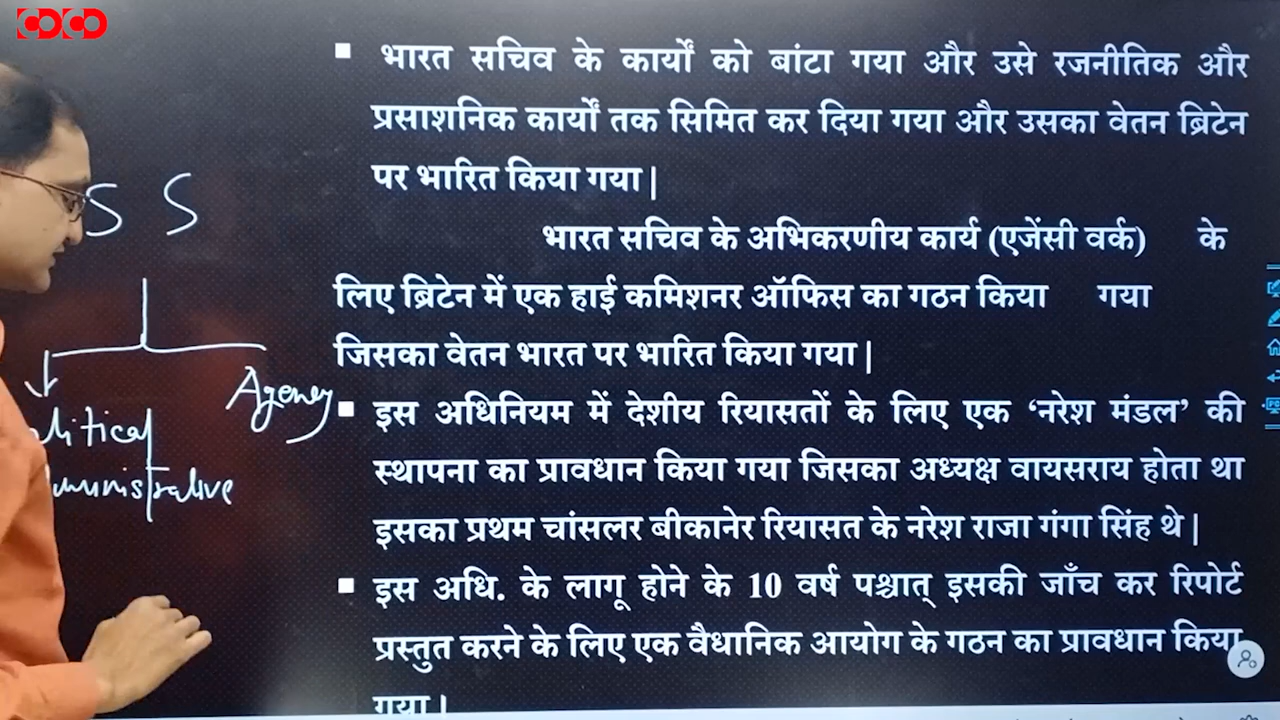 COCO
■ भारत सचिव के कार्यों को बांटा गया और उसे रजनीतिक और
प्रसाशनिक कार्यों तक सिमित कर दिया गया और उसका वेतन ब्रिटेन
पर भारित किया गया |
भारत सचिव के अभिकरणीय कार्य (एजेंसी वर्क) के
लिए ब्रिटेन में एक हाई कमिशनर ऑफिस का गठन किया गया
जिसका वेतन भारत पर भारित किया गया |
■ इस अधिनियम में देशीय रियासतों के लिए एक ‘नरेश मंडल’ की
स्थापना का प्रावधान किया गया जिसका अध्यक्ष वायसराय होता था
इसका प्रथम चांसलर बीकानेर रियासत के नरेश राजा गंगा सिंह थे |
■ इस अधि. के लागू होने के 10 वर्ष पश्चात् इसकी जाँच कर रिपोर्ट
प्रस्तुत करने के लिए एक वैधानिक आयोग के गठन का प्रावधान किया
गया |
S S
Agency